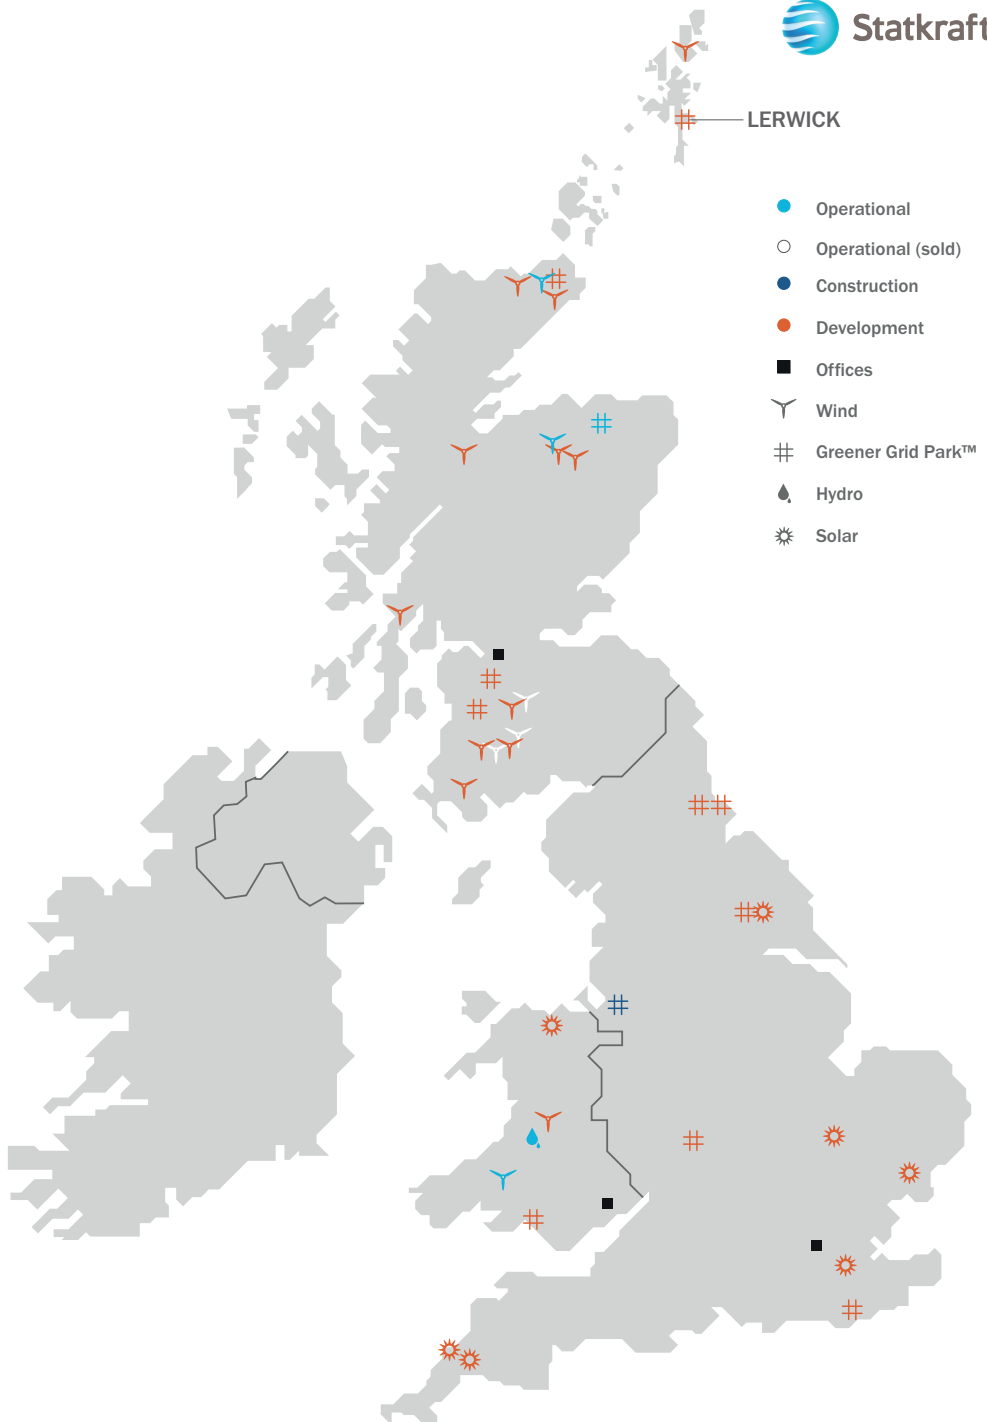 Statkraft
LERWICK
Operational
Operational (sold)
Construction
Development
Offices
Wind
Greener Grid Park™
Hydro
Solar